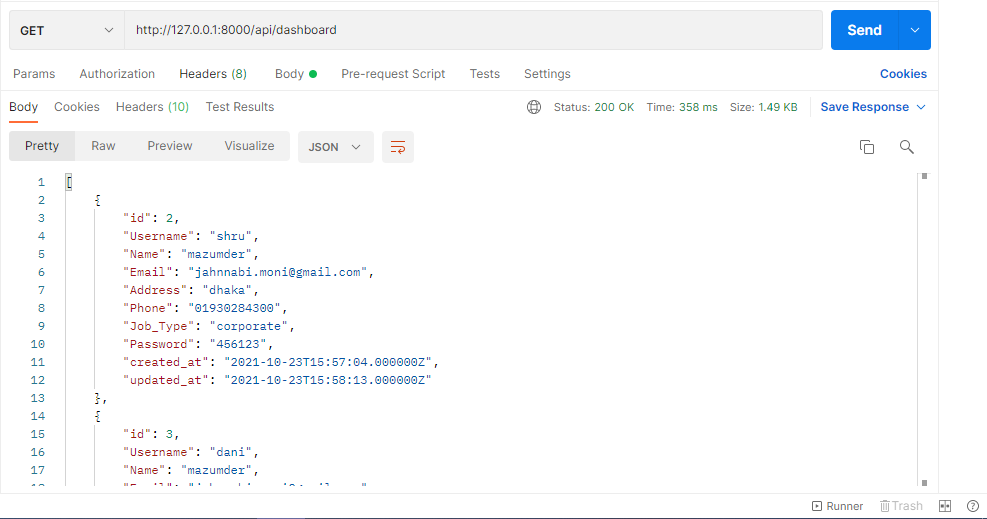 GET http://127.0.0.1:8000/api/dashboard Send
Params Authorization Headers (8) Body Pre-request Script Tests Settings Cookies
Body Cookies Headers (10) Test Results Status: 200 OK Time: 358 ms Size: 1.49 KB Save Response
Pretty Raw Preview Visualize JSON
1 [
2 {
3 "id": 2,
4 "Username": "shru",
5 "Name": "mazumder",
6 "Email": "jahnnabi.moni@gmail.com",
7 "Address": "dhaka",
8 "Phone": "01930284300",
9 "Job_Type": "corporate",
10 "Password": "456123",
11 "created_at": "2021-10-23T15:57:04.000000Z",
12 "updated_at": "2021-10-23T15:58:13.000000Z"
13 },
14 {
15 "id": 3,
16 "Username": "dani",
17 "Name": "mazumder",
Runner Trash